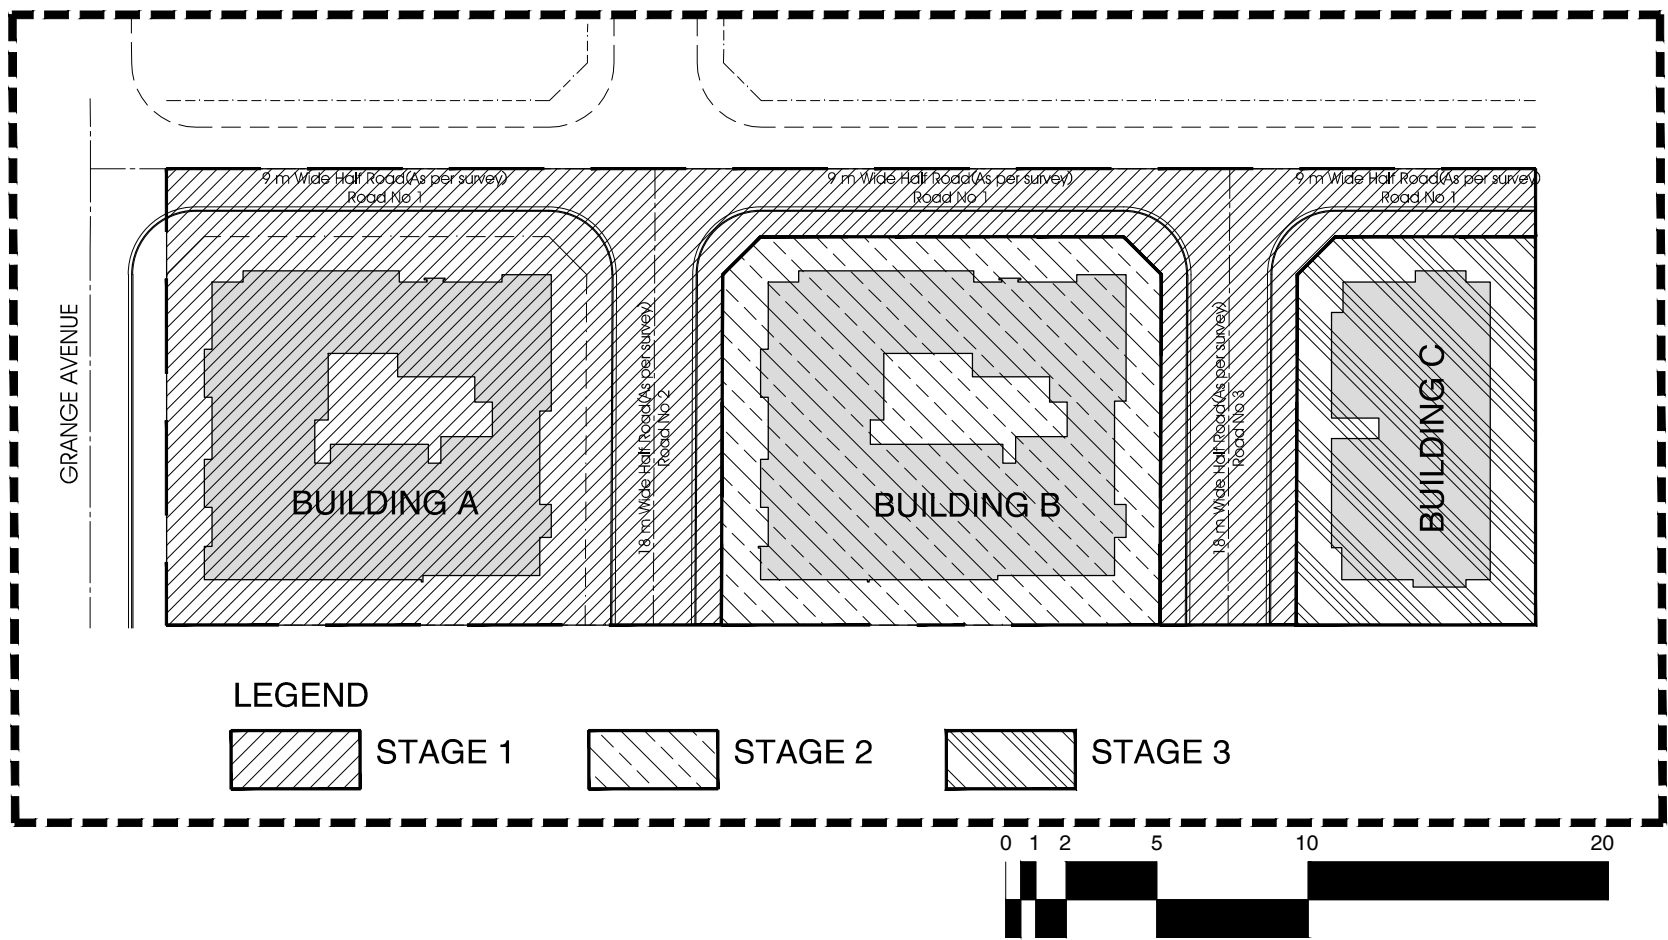 9 m Wide Half Road(As per survey)
Road No 1
9 m Wide Half Road(As per survey)
Road No 1
9 m Wide Half Road(As per survey)
Road No 1
GRANGE AVENUE
18 m Wide Half Road(As per survey)
Road No 2
18 m Wide Half Road(As per survey)
Road No 3
BUILDING A
BUILDING B
BUILDING C
LEGEND
STAGE 1
STAGE 2
STAGE 3
0 1 2 5 10 20